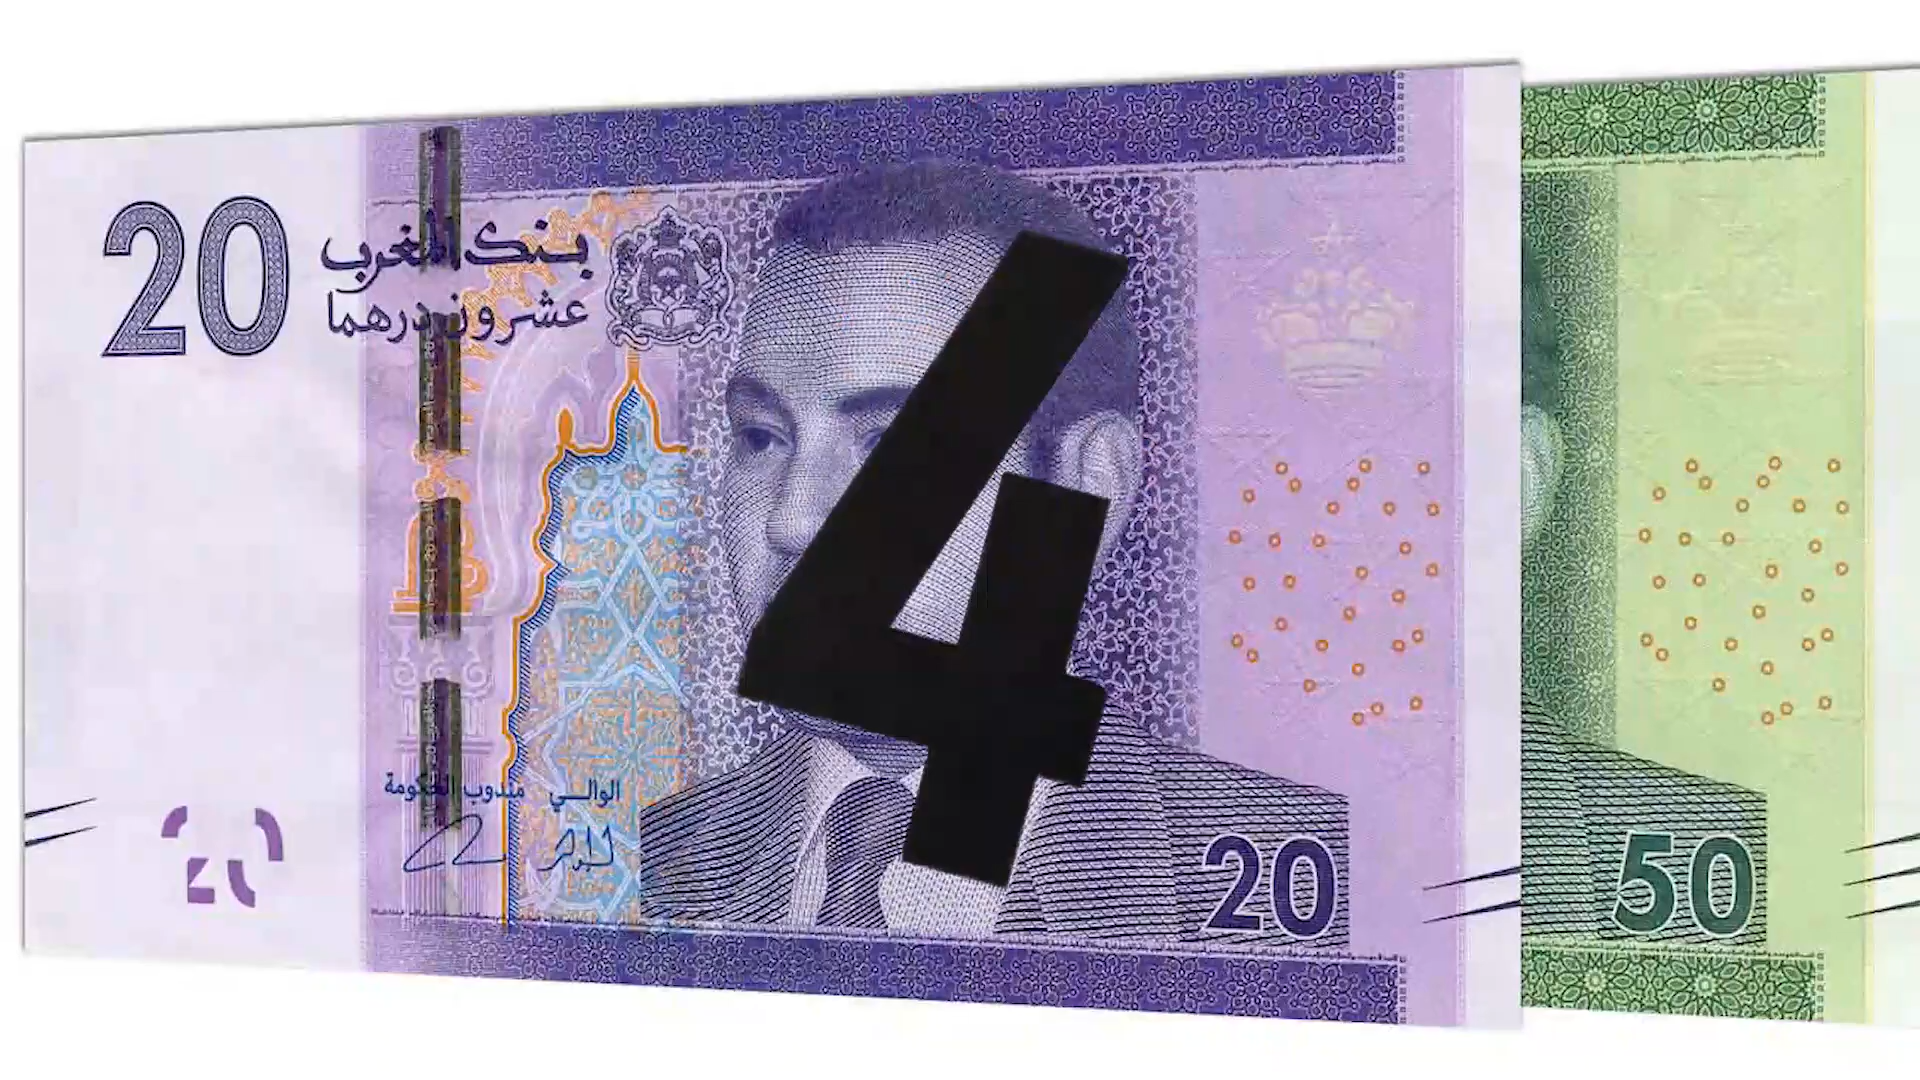 20
بنك المغرب
عشرون درهما
4
الوالي مندوب الحكومة
20
50